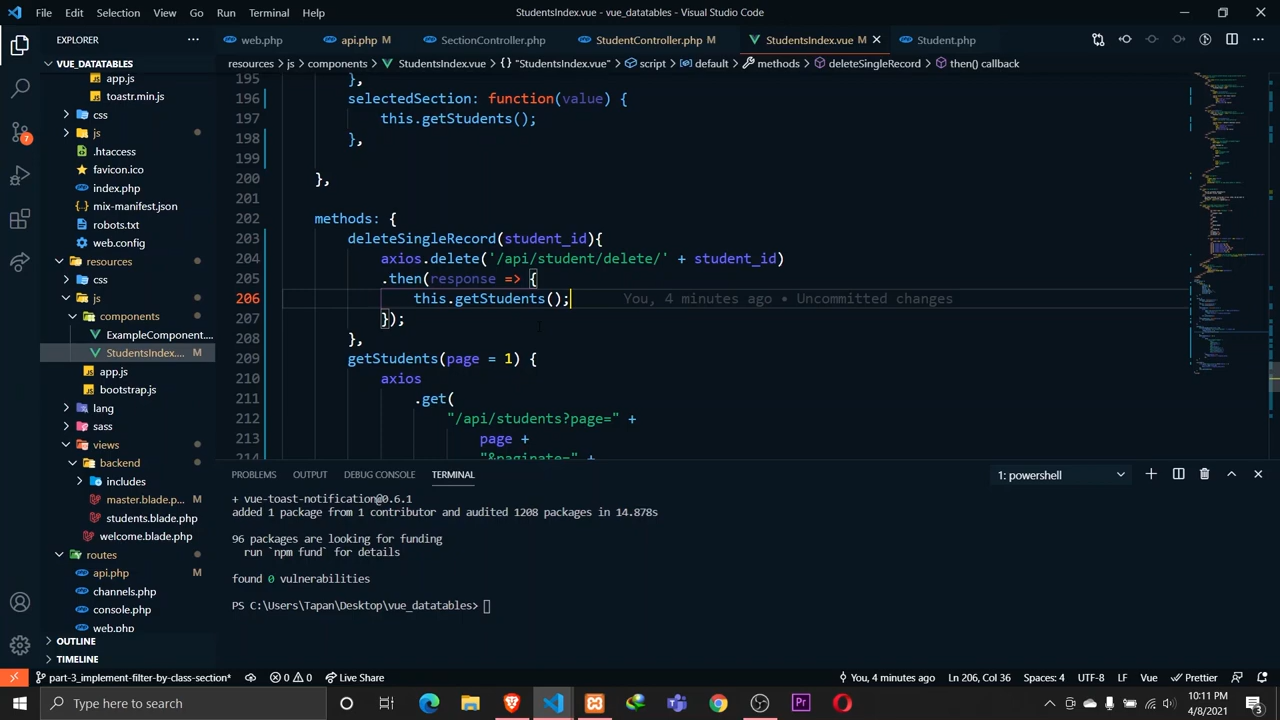 File Edit Selection View Go Run Terminal Help
StudentsIndex.vue - vue_datatables - Visual Studio Code
EXPLORER
web.php
api.php M
SectionController.php
StudentController.php M
StudentsIndex.vue M
Student.php
VUE_DATATABLES
app.js
toastr.min.js
css
js
.htaccess
favicon.ico
index.php
mix-manifest.json
robots.txt
web.config
resources
css
js
components
ExampleComponent....
StudentsIndex.... M
app.js
bootstrap.js
lang
sass
views
backend
includes
master.blade.p... M
students.blade.php
welcome.blade.php
routes
api.php M
channels.php
console.php
web.php
OUTLINE
TIMELINE
7
resources > js > components > StudentsIndex.vue > {} "StudentsIndex.vue" > script > default > methods > deleteSingleRecord > then() callback
195 },
196 selectedSection: function(value) {
197 this.getStudents();
198 },
199
200 },
201
202 methods: {
203 deleteSingleRecord(student_id){
204 axios.delete('/api/student/delete/' + student_id)
205 .then(response => {
206 this.getStudents(); You, 4 minutes ago • Uncommitted change
207 });
208 },
209 getStudents(page = 1) {
210 axios
211 .get(
212 "/api/students?page=" +
213 page +
214 "&paginate=" +
PROBLEMS OUTPUT DEBUG CONSOLE TERMINAL
1: powershell
+ vue-toast-notification@0.6.1
added 1 package from 1 contributor and audited 1208 packages in 14.878s
96 packages are looking for funding
run `npm fund` for details
found 0 vulnerabilities
PS C:\Users\Tapan\Desktop\vue_datatables>
part-3_implement-filter-by-class-section*
0 0
Live Share
You, 4 minutes ago
Ln 206, Col 36
Spaces: 4
UTF-8
LF
Vue
Prettier
Type here to search
10:11 PM
4/8/2021
3